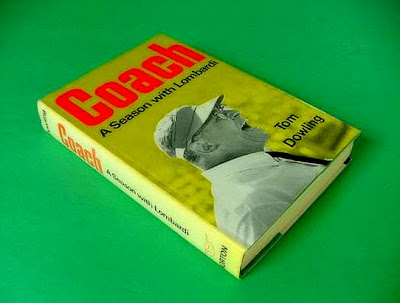 Coach
A Season with Lombardi
Tom
Dowling
Coach
A Season with Lombardi